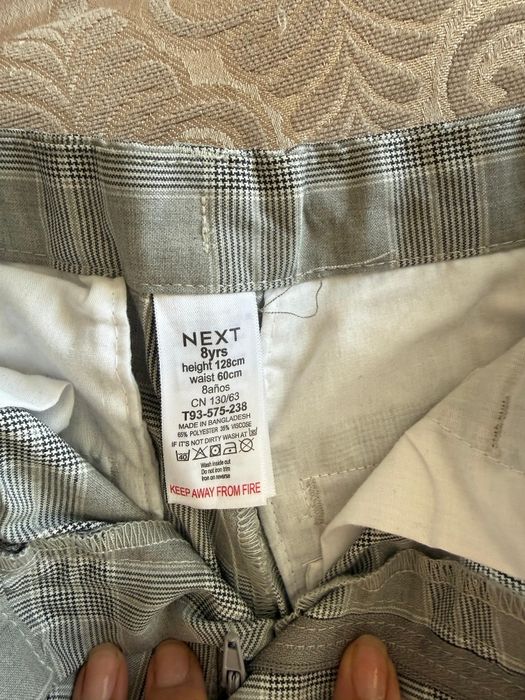 NEXT
8yrs
height 128cm
waist 60cm
8años
CN 130/63
T93-575-238
MADE IN BANGLADESH
65% POLYESTER 35% VISCOSE
IF IT'S NOT DIRTY WASH AT 30
30
Wash inside out
Do not iron trim
Iron on reverse
KEEP AWAY FROM FIRE